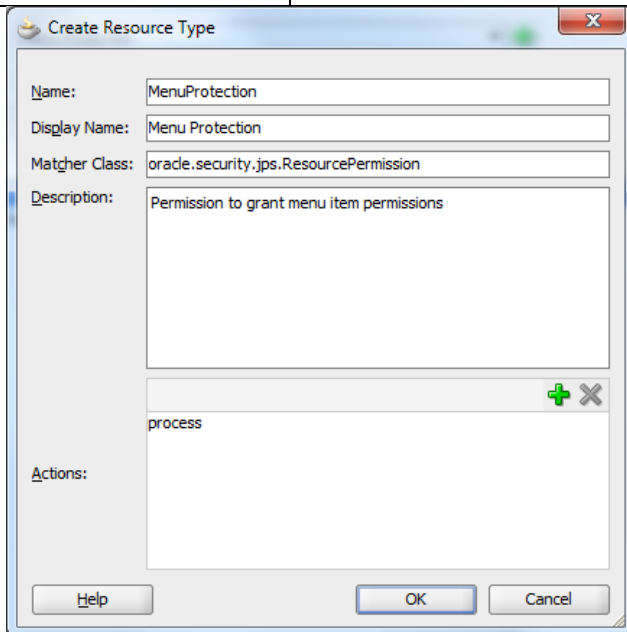 Create Resource Type
Name: MenuProtection
Display Name: Menu Protection
Matcher Class: oracle.security.jps.ResourcePermission
Description: Permission to grant menu item permissions
process
Actions:
Help OK Cancel